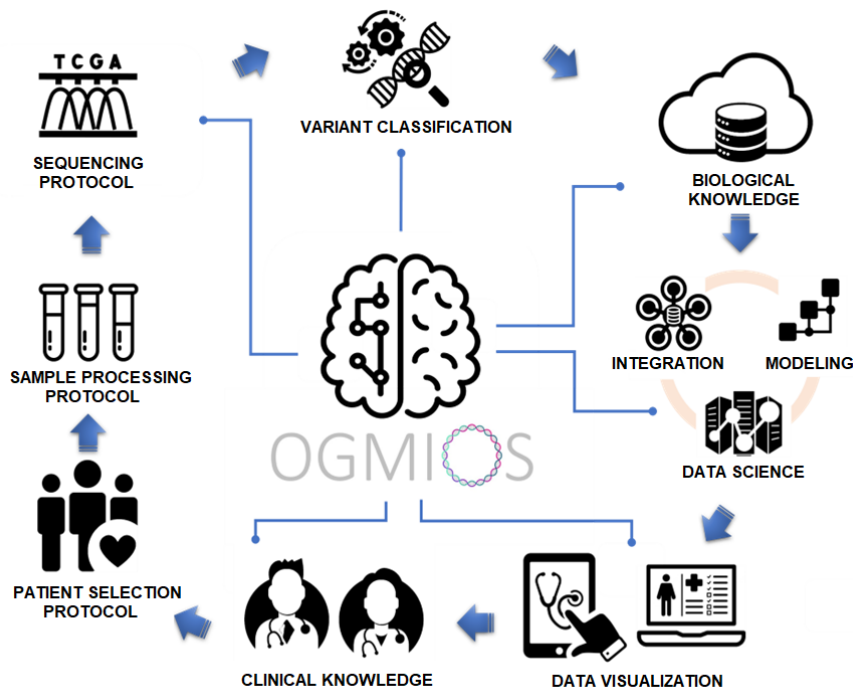 TCGA
SEQUENCING
PROTOCOL
VARIANT CLASSIFICATION
BIOLOGICAL
KNOWLEDGE
INTEGRATION
MODELING
DATA SCIENCE
SAMPLE PROCESSING
PROTOCOL
OGMIOS
PATIENT SELECTION
PROTOCOL
CLINICAL KNOWLEDGE
DATA VISUALIZATION